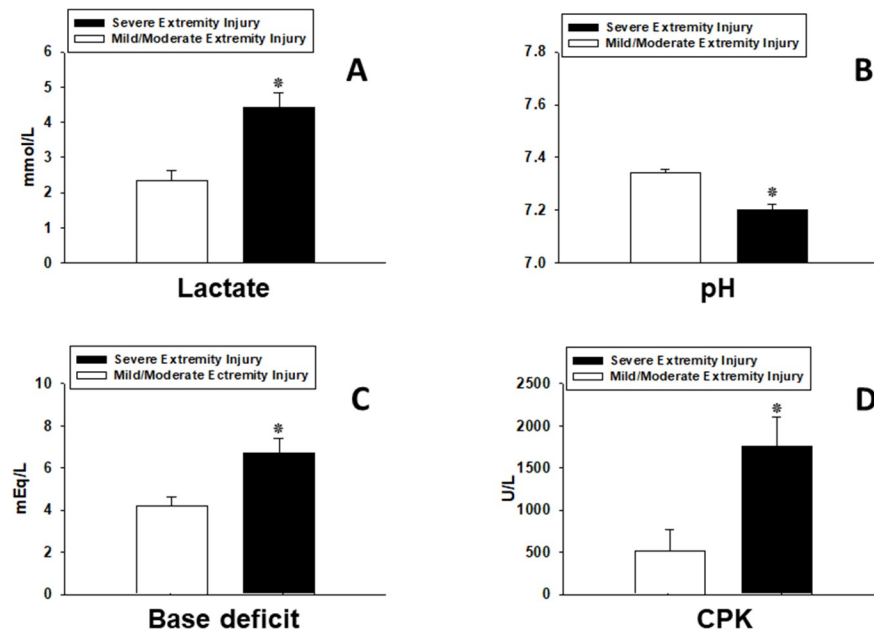 Severe Extremity Injury
Mild/Moderate Extremity Injury
A
6
5
4
3
2
1
0
mmol/L
*
Lactate
Severe Extremity Injury
Mild/Moderate Extremity Injury
B
7.8
7.6
7.4
7.2
7.0
*
pH
Severe Extremity Injury
Mild/Moderate Ectremity Injury
C
10
8
6
4
2
0
mEq/L
*
Base deficit
Severe Extremity Injury
Mild/Moderate Extremity Injury
D
2500
2000
1500
1000
500
0
U/L
*
CPK